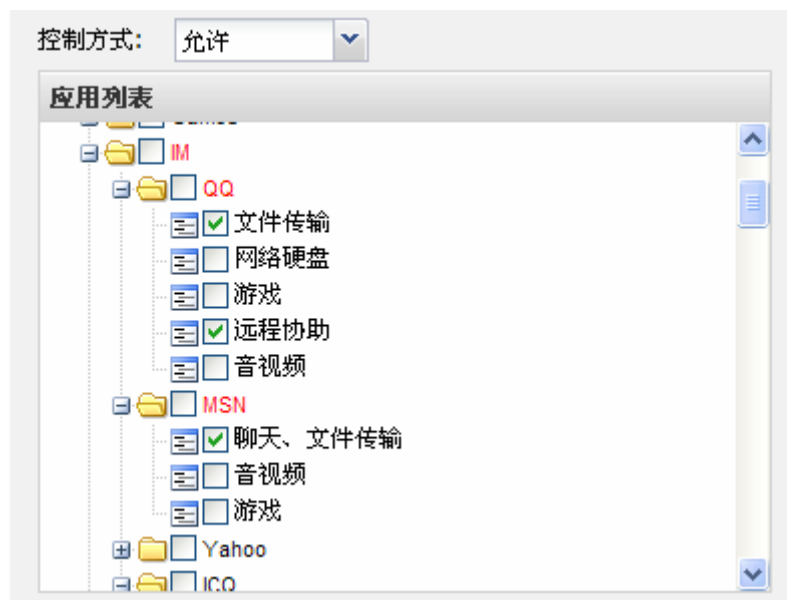 控制方式: 允许
应用列表
IM
QQ
文件传输
网络硬盘
游戏
远程协助
音视频
MSN
聊天、文件传输
音视频
游戏
Yahoo
ICQ